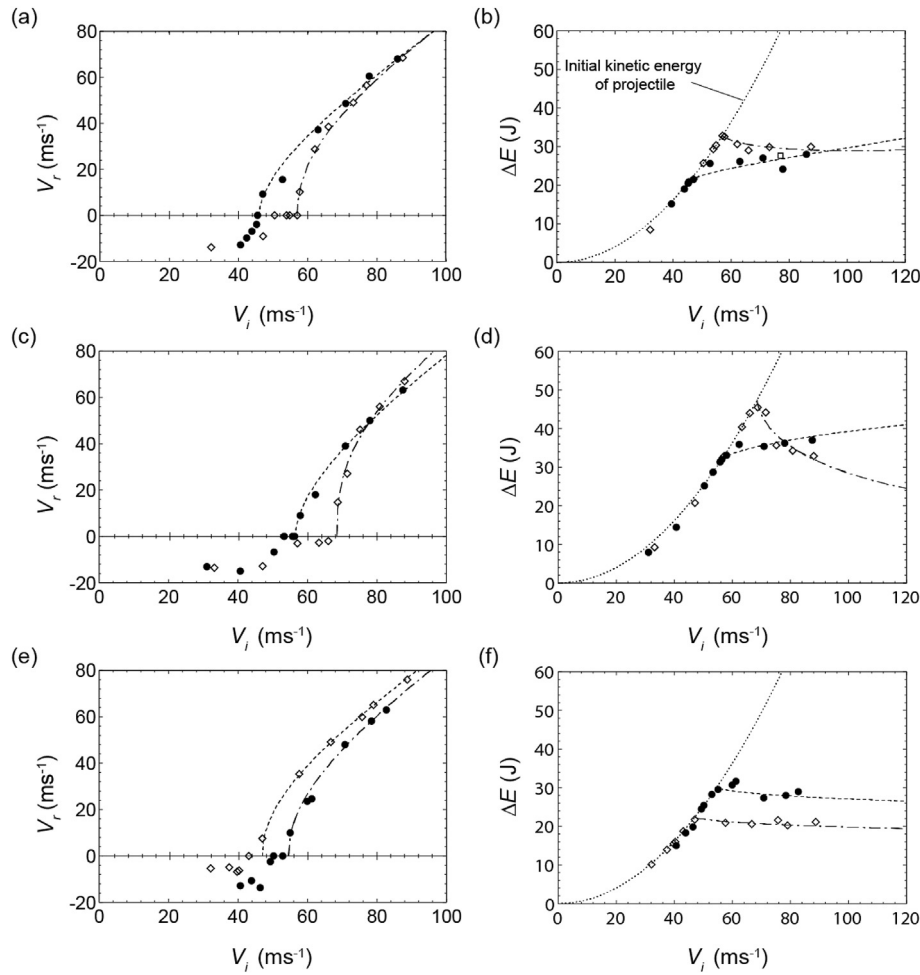 (a)
80
60
40
20
0
-20
V_r (ms⁻¹)
0 20 40 60 80 100
V_i (ms⁻¹)
(b)
60
50
40
30
20
10
0
ΔE (J)
Initial kinetic energy
of projectile
0 20 40 60 80 100 120
V_i (ms⁻¹)
(c)
80
60
40
20
0
-20
V_r (ms⁻¹)
0 20 40 60 80 100
V_i (ms⁻¹)
(d)
60
50
40
30
20
10
0
ΔE (J)
0 20 40 60 80 100 120
V_i (ms⁻¹)
(e)
80
60
40
20
0
-20
V_r (ms⁻¹)
0 20 40 60 80 100
V_i (ms⁻¹)
(f)
60
50
40
30
20
10
0
ΔE (J)
0 20 40 60 80 100 120
V_i (ms⁻¹)